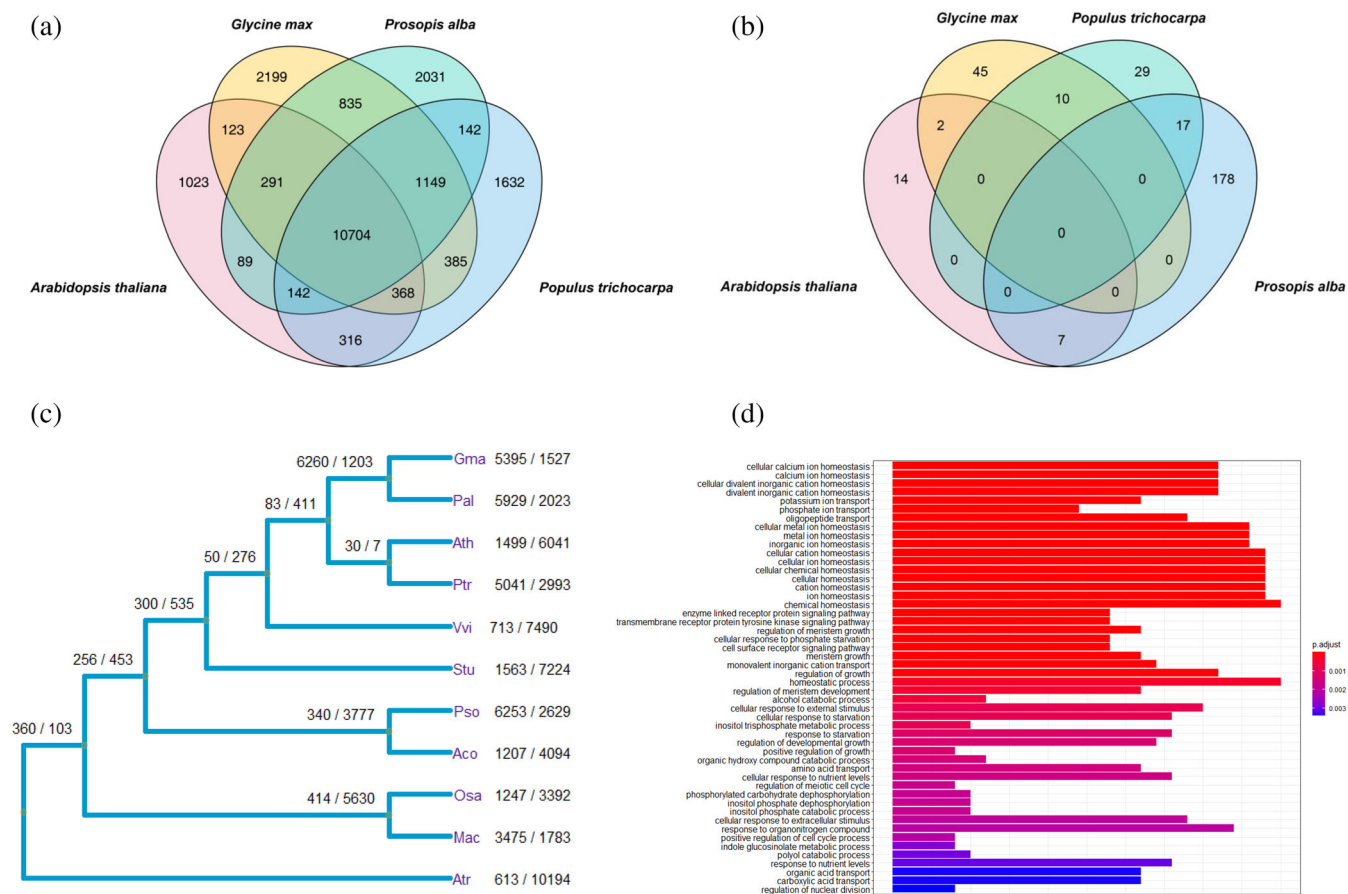 (a)
Glycine max
Prosopis alba
2199
2031
835
123
142
1023
291
1149
1632
10704
89
385
142
368
316
Arabidopsis thaliana
Populus trichocarpa
(b)
Glycine max
Populus trichocarpa
45
29
10
2
17
14
0
0
178
0
0
0
0
0
7
Arabidopsis thaliana
Prosopis alba
(c)
6260 / 1203
Gma 5395 / 1527
83 / 411
Pal 5929 / 2023
50 / 276
30 / 7
Ath 1499 / 6041
Ptr 5041 / 2993
300 / 535
Vvi 713 / 7490
256 / 453
Stu 1563 / 7224
360 / 103
340 / 3777
Pso 6253 / 2629
Aco 1207 / 4094
414 / 5630
Osa 1247 / 3392
Mac 3475 / 1783
Atr 613 / 10194
(d)
cellular calcium ion homeostasis
calcium ion homeostasis
cellular divalent inorganic cation homeostasis
divalent inorganic cation homeostasis
potassium ion transport
phosphate ion transport
oligopeptide transport
cellular metal ion homeostasis
metal ion homeostasis
inorganic ion homeostasis
cellular cation homeostasis
cellular ion homeostasis
cellular chemical homeostasis
cellular homeostasis
cation homeostasis
ion homeostasis
chemical homeostasis
enzyme linked receptor protein signaling pathway
transmembrane receptor protein tyrosine kinase signaling pathway
regulation of meristem growth
cellular response to phosphate starvation
cell surface receptor signaling pathway
meristem growth
monovalent inorganic cation transport
regulation of growth
homeostatic process
regulation of meristem development
alcohol catabolic process
cellular response to external stimulus
cellular response to starvation
inositol trisphosphate metabolic process
response to starvation
regulation of developmental growth
positive regulation of growth
organic hydroxy compound catabolic process
amino acid transport
cellular response to nutrient levels
regulation of meiotic cell cycle
phosphorylated carbohydrate dephosphorylation
inositol phosphate dephosphorylation
inositol phosphate catabolic process
cellular response to extracellular stimulus
response to organonitrogen compound
positive regulation of cell cycle process
indole glucosinolate metabolic process
polyol catabolic process
response to nutrient levels
organic acid transport
carboxylic acid transport
regulation of nuclear division
p.adjust
0.001
0.002
0.003